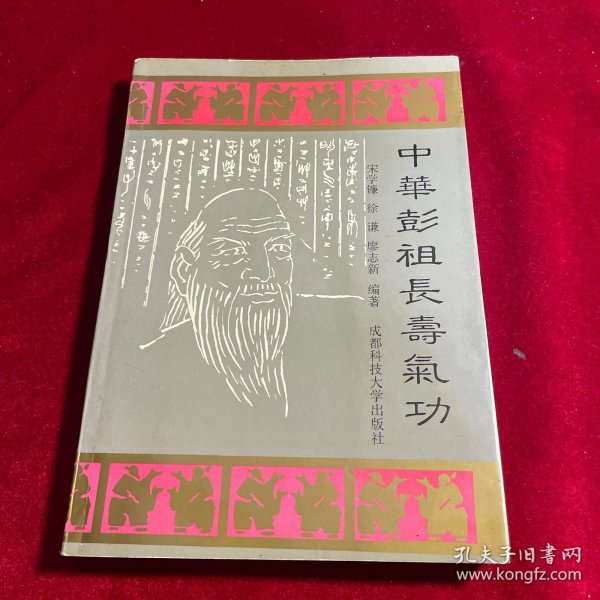 中華彭祖長壽氣功
宋学镰 徐 谦 廖志新 编著
成都科技大学出版社
孔夫子旧书网
www.kongfz.com